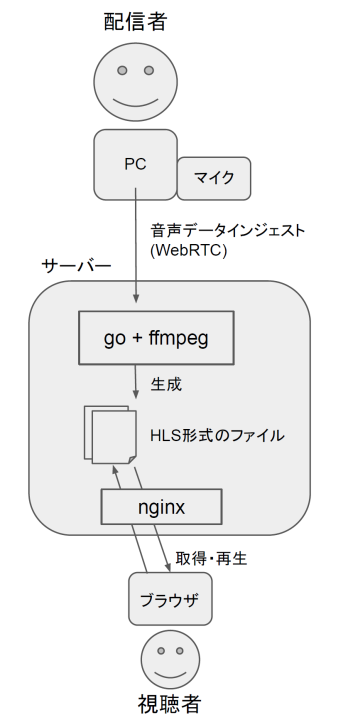 配信者
PC
マイク
音声データインジェスト
(WebRTC)
サーバー
go + ffmpeg
生成
HLS形式のファイル
nginx
取得・再生
ブラウザ
視聴者